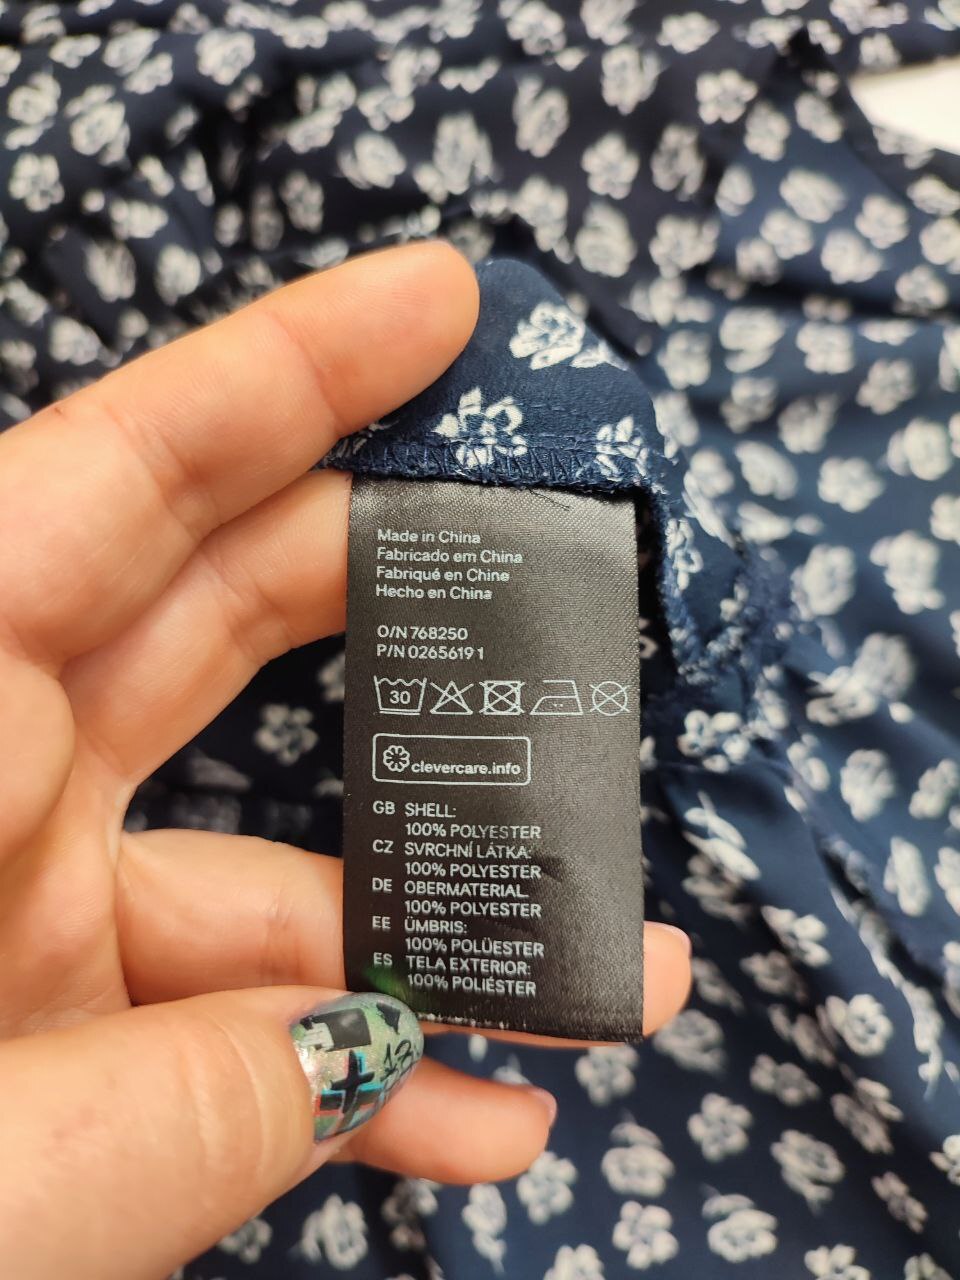 Made in China
Fabricado em China
Fabriqué en Chine
Hecho en China
O/N 768250
P/N 02656191
30
clevercare.info
GB SHELL:
100% POLYESTER
CZ SVRCHNÍ LÁTKA:
100% POLYESTER
DE OBERMATERIAL
100% POLYESTER
EE ÜMBRIS:
100% POLÜESTER
ES TELA EXTERIOR:
100% POLIÉSTER
13